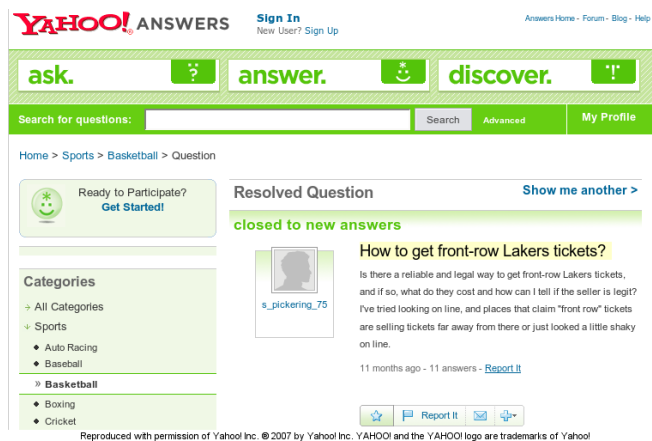 YAHOO! ANSWERS
Sign In
New User? Sign Up
Answers Home - Forum - Blog - Help
ask.
answer.
discover.
Search for questions:
Search
Advanced
My Profile
Home > Sports > Basketball > Question
Ready to Participate?
Get Started!
Categories
All Categories
Sports
Auto Racing
Baseball
» Basketball
Boxing
Cricket
Resolved Question
Show me another >
closed to new answers
s_pickering_75
How to get front-row Lakers tickets?
Is there a reliable and legal way to get front-row Lakers tickets,
and if so, what do they cost and how can I tell if the seller is legit?
I've tried looking on line, and places that claim "front row" tickets
are selling tickets far away from there or just looked a little shaky
on line.
11 months ago - 11 answers - Report It
Report It
Reproduced with permission of Yahoo! Inc. ® 2007 by Yahoo! Inc. YAHOO! and the YAHOO! logo are trademarks of Yahoo!